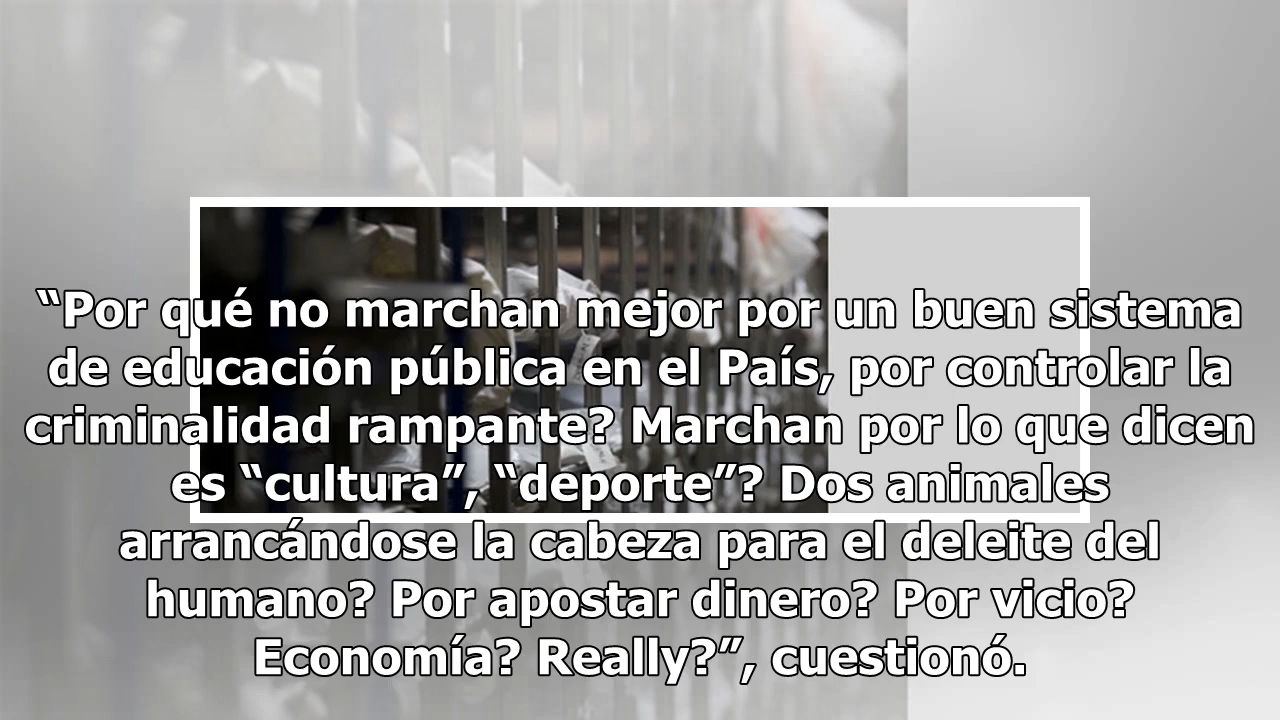 “Por qué no marchan mejor por un buen sistema
de educación pública en el País, por controlar la
criminalidad rampante? Marchan por lo que dicen
es “cultura”, “deporte”? Dos animales
arrancándose la cabeza para el deleite del
humano? Por apostar dinero? Por vicio?
Economía? Really?”, cuestionó.